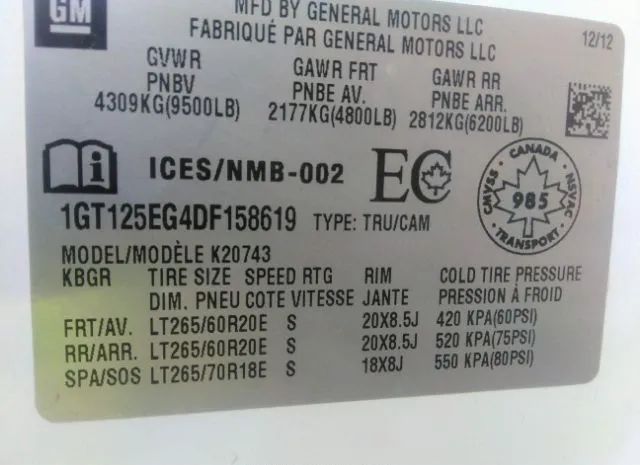 GM
MFD BY GENERAL MOTORS LLC
FABRIQUÉ PAR GENERAL MOTORS LLC
12/12
GVWR GAWR FRT GAWR RR
PNBV PNBE AV. PNBE ARR.
4309KG(9500LB) 2177KG(4800LB) 2812KG(6200LB)
ICES/NMB-002 EC
CANADA
CMVSS 985 NSVAC
TRANSPORT
1GT125EG4DF158619 TYPE: TRU/CAM
MODEL/MODÈLE K20743
KBGR TIRE SIZE SPEED RTG RIM COLD TIRE PRESSURE
DIM. PNEU COTE VITESSE JANTE PRESSION À FROID
FRT/AV. LT265/60R20E S 20X8.5J 420 KPA(60PSI)
RR/ARR. LT265/60R20E S 20X8.5J 520 KPA(75PSI)
SPA/SOS LT265/70R18E S 18X8J 550 KPA(80PSI)